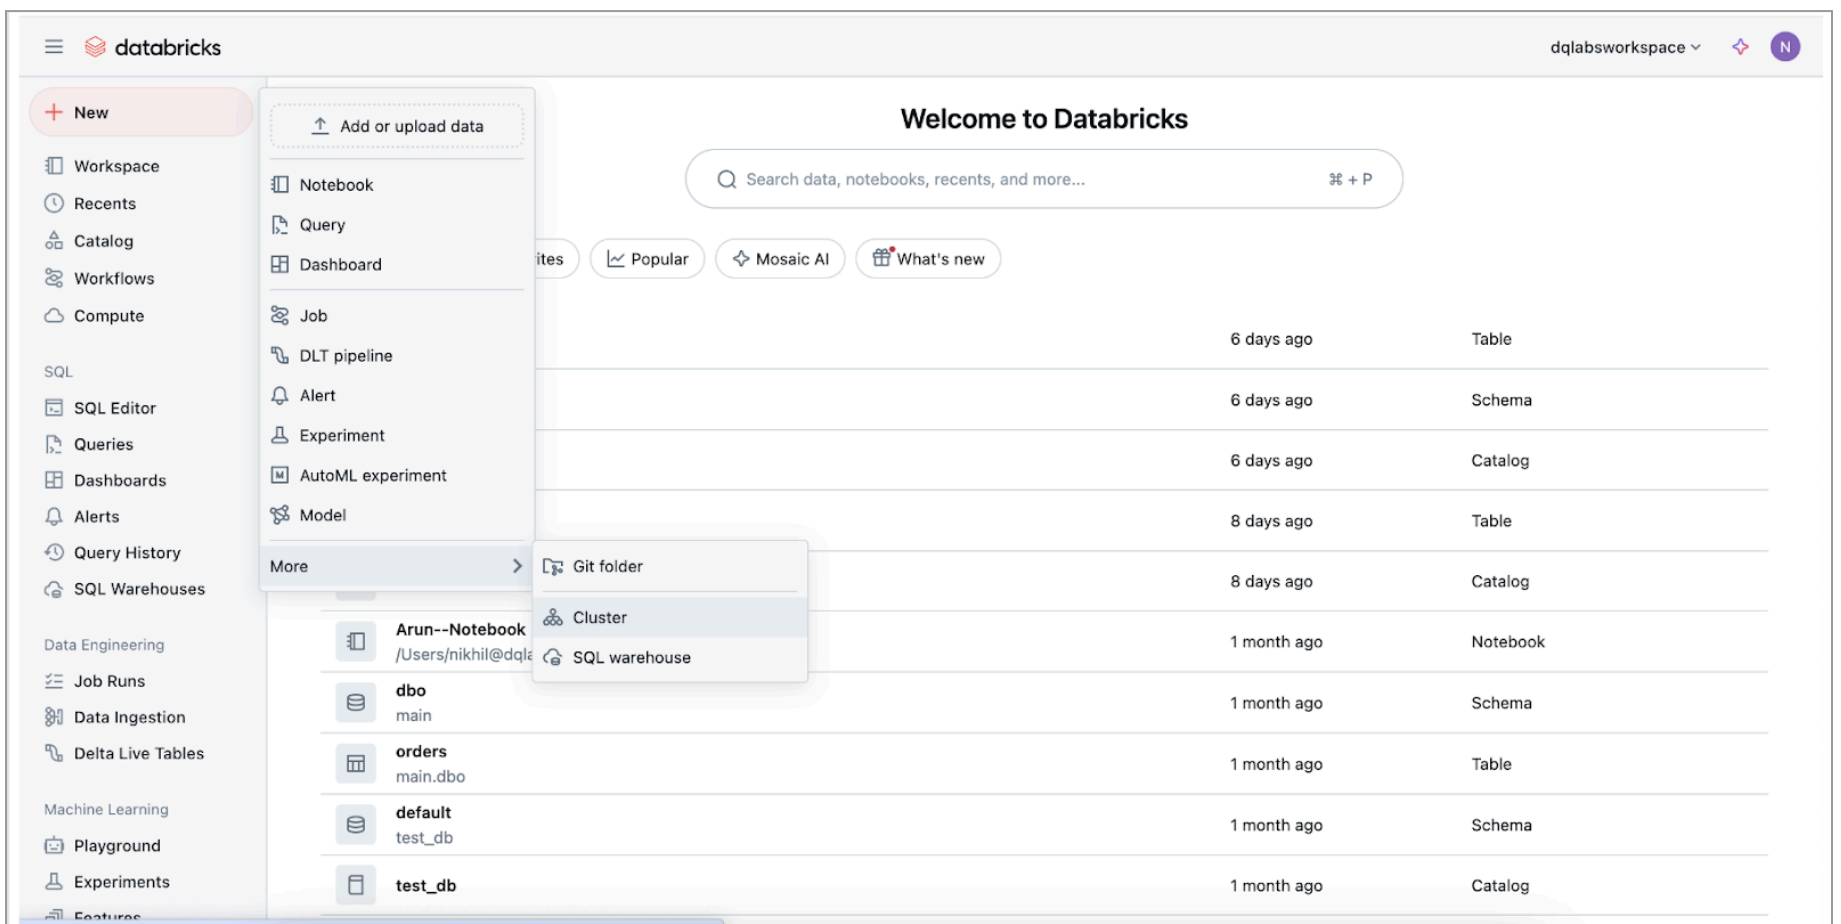 databricks
dqlabsworkspace
N
New
Workspace
Recents
Catalog
Workflows
Compute
SQL
SQL Editor
Queries
Dashboards
Alerts
Query History
SQL Warehouses
Data Engineering
Job Runs
Data Ingestion
Delta Live Tables
Machine Learning
Playground
Experiments
Features
Add or upload data
Notebook
Query
Dashboard
Job
DLT pipeline
Alert
Experiment
M AutoML experiment
Model
More
Git folder
Cluster
SQL warehouse
Welcome to Databricks
Search data, notebooks, recents, and more... ⌘ + P
ites Popular Mosaic AI What's new
6 days ago Table
6 days ago Schema
6 days ago Catalog
8 days ago Table
8 days ago Catalog
Arun--Notebook 1 month ago Notebook
/Users/nikhil@dqla
dbo 1 month ago Schema
main
orders 1 month ago Table
main.dbo
default 1 month ago Schema
test_db
test_db 1 month ago Catalog